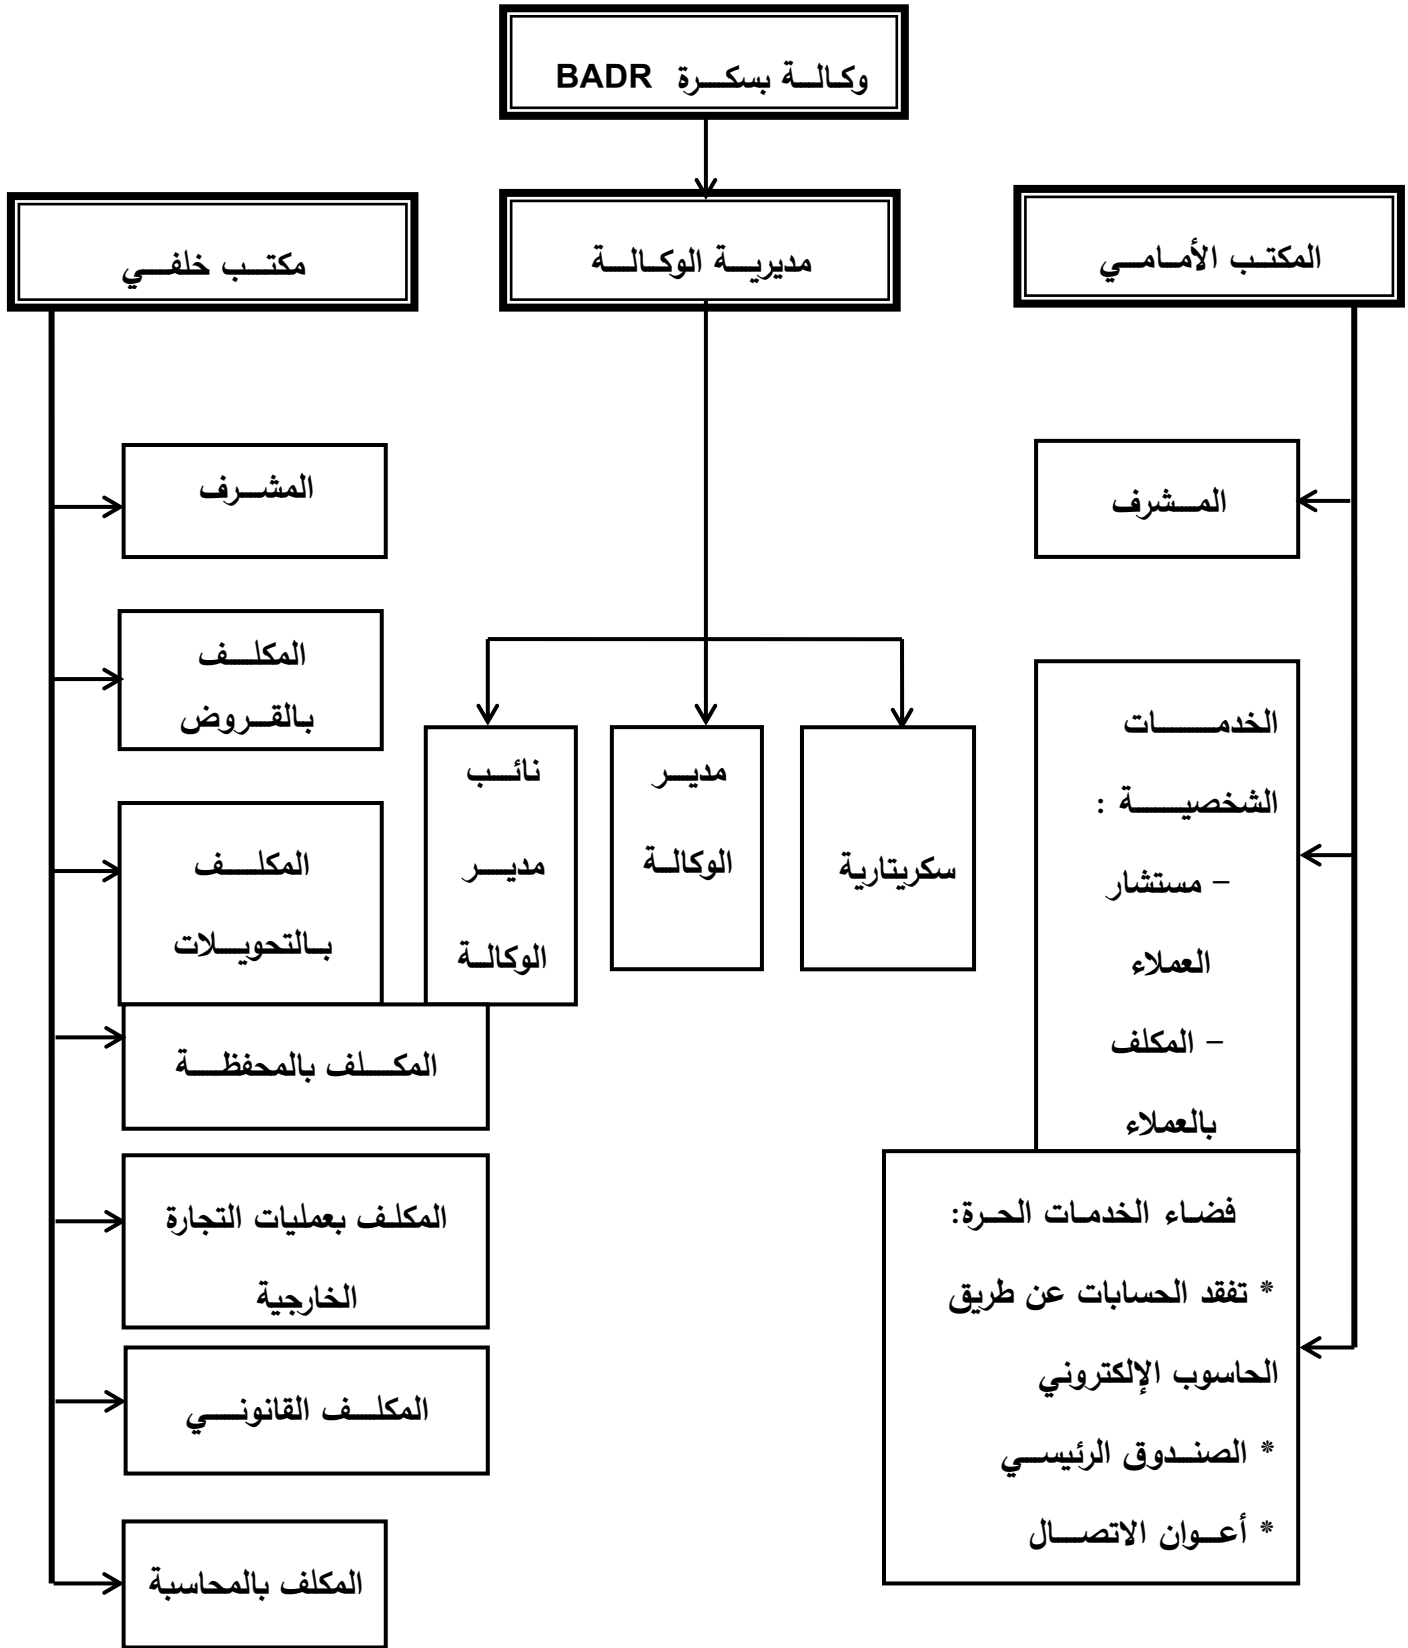 وكالة بسكرة BADR
المكتب الأمامي
مديرية الوكالة
مكتب خلفي
المشرف
الخدمات
الشخصية :
– مستشار
العملاء
– المكلف
بالعملاء
فضاء الخدمات الحرة:
* تفقد الحسابات عن طريق
الحاسوب الإلكتروني
* الصندوق الرئيسي
* أعوان الاتصال
سكريتارية
مدير
الوكالة
نائب
مدير
الوكالة
المشرف
المكلف
بالقروض
المكلف
بالتحويلات
المكلف بالمحفظة
المكلف بعمليات التجارة
الخارجية
المكلف القانوني
المكلف بالمحاسبة